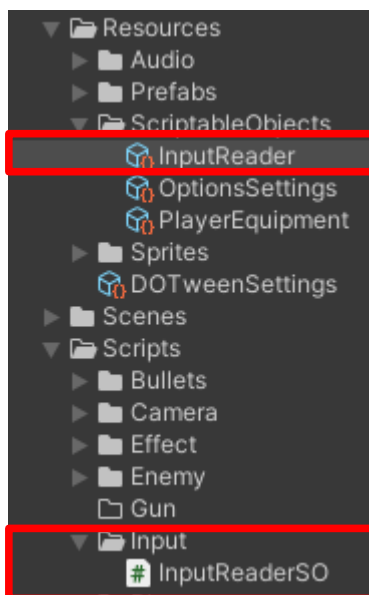 Resources
Audio
Prefabs
ScriptableObjects
InputReader
OptionsSettings
PlayerEquipment
Sprites
DOTweenSettings
Scenes
Scripts
Bullets
Camera
Effect
Enemy
Gun
Input
# InputReaderSO